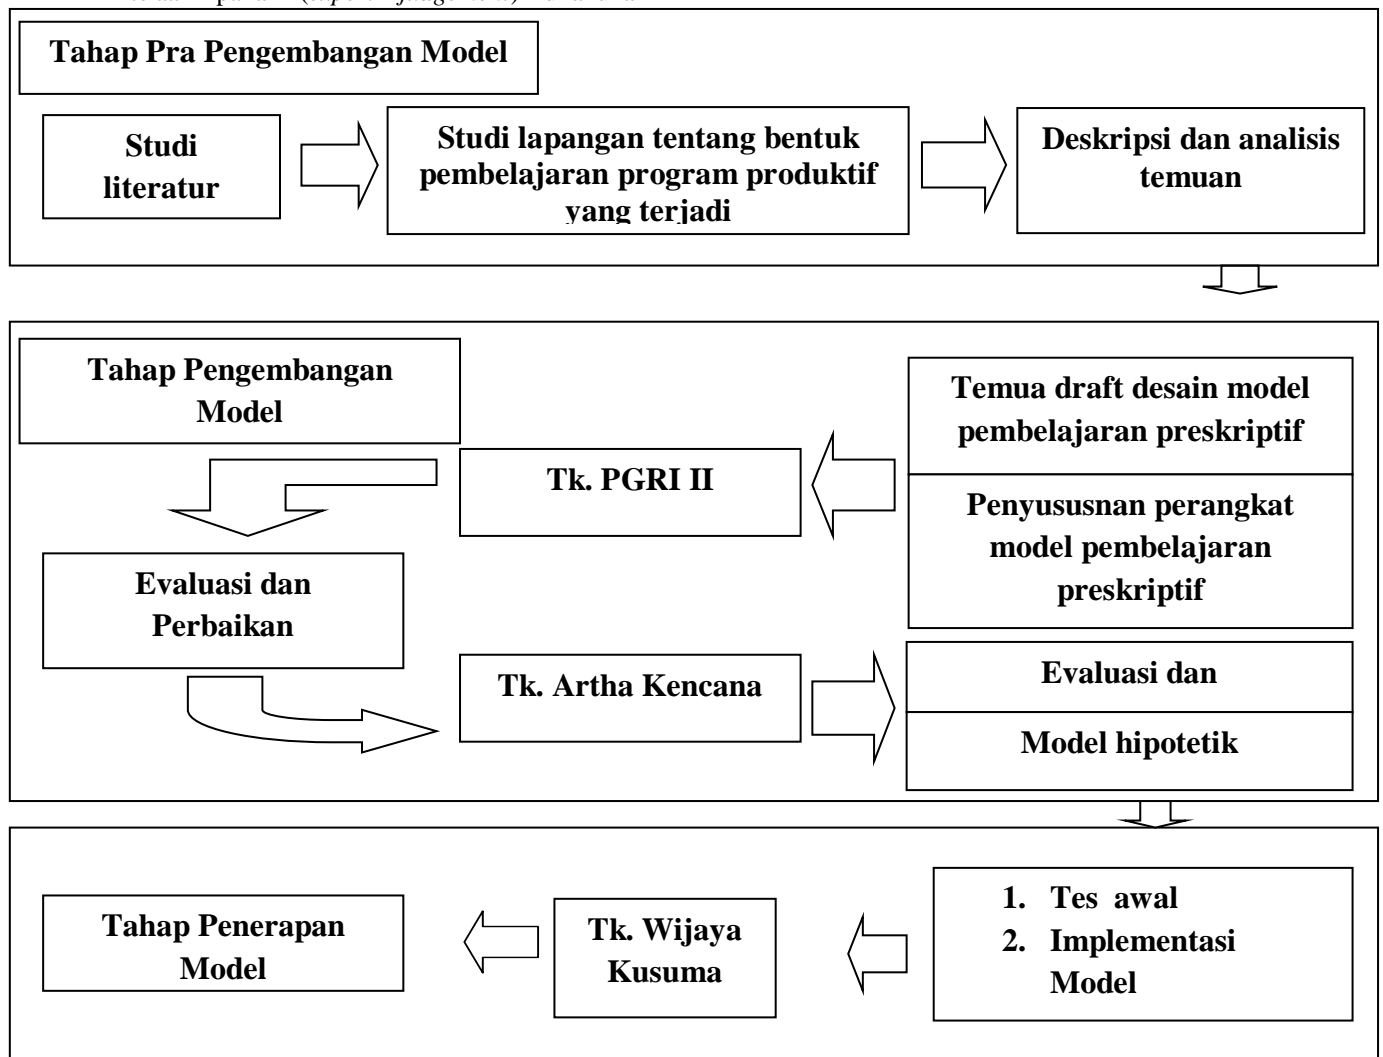 Tahap Pra Pengembangan Model
Studi
literatur
Studi lapangan tentang bentuk
pembelajaran program produktif
yang terjadi
Deskripsi dan analisis
temuan
Tahap Pengembangan
Model
Temua draft desain model
pembelajaran preskriptif
Tk. PGRI II
Penyususnan perangkat
model pembelajaran
preskriptif
Evaluasi dan
Perbaikan
Tk. Artha Kencana
Evaluasi dan
Model hipotetik
Tahap Penerapan
Model
Tk. Wijaya
Kusuma
1. Tes awal
2. Implementasi
Model